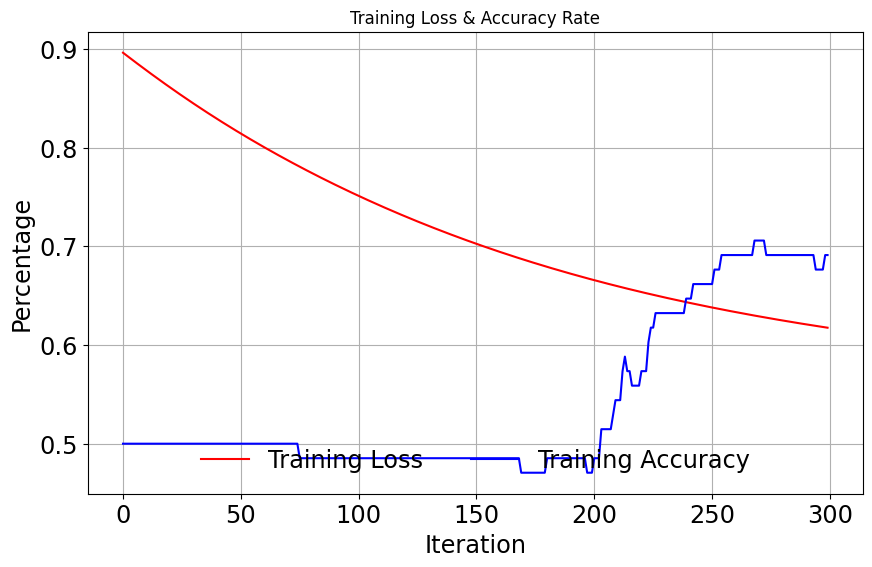 Training Loss & Accuracy Rate
Percentage
0.9
0.8
0.7
0.6
0.5
Training Loss Training Accuracy
0 50 100 150 200 250 300
Iteration